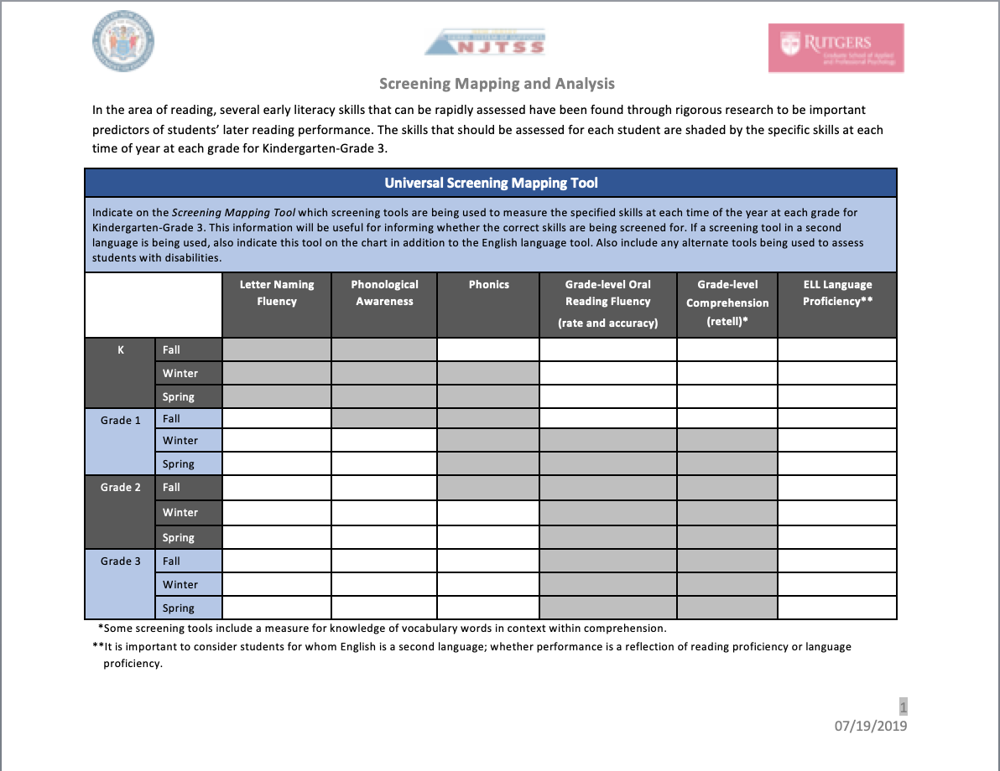 NEW JERSEY
TIERED SYSTEM OF SUPPORTS
NJTSS
RUTGERS
Graduate School of Applied
and Professional Psychology
Screening Mapping and Analysis
In the area of reading, several early literacy skills that can be rapidly assessed have been found through rigorous research to be important
predictors of students’ later reading performance. The skills that should be assessed for each student are shaded by the specific skills at each
time of year at each grade for Kindergarten-Grade 3.
Universal Screening Mapping Tool
Indicate on the Screening Mapping Tool which screening tools are being used to measure the specified skills at each time of the year at each grade for
Kindergarten-Grade 3. This information will be useful for informing whether the correct skills are being screened for. If a screening tool in a second
language is being used, also indicate this tool on the chart in addition to the English language tool. Also include any alternate tools being used to assess
students with disabilities.
Letter Naming
Fluency
Phonological
Awareness
Phonics
Grade-level Oral
Reading Fluency
(rate and accuracy)
Grade-level
Comprehension
(retell)*
ELL Language
Proficiency**
K
Fall
Winter
Spring
Grade 1
Fall
Winter
Spring
Grade 2
Fall
Winter
Spring
Grade 3
Fall
Winter
Spring
*Some screening tools include a measure for knowledge of vocabulary words in context within comprehension.
**It is important to consider students for whom English is a second language; whether performance is a reflection of reading proficiency or language
proficiency.
1
07/19/2019